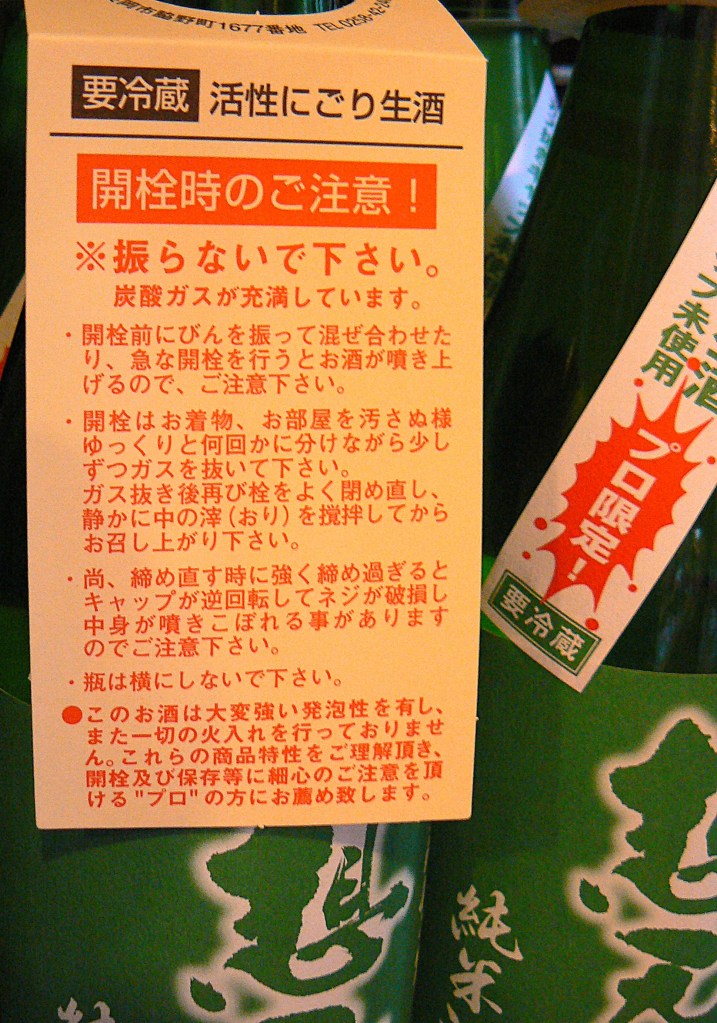 岡市脇野町1677番地 TEL0258-42-
要冷蔵 活性にごり生酒
開栓時のご注意！
※振らないで下さい。
炭酸ガスが充満しています。
・開栓前にびんを振って混ぜ合わせた
り、急な開栓を行うとお酒が噴き上
げるので、ご注意下さい。
・開栓はお着物、お部屋を汚さぬ様
ゆっくりと何回かに分けながら少し
ずつガスを抜いて下さい。
ガス抜き後再び栓をよく閉め直し、
静かに中の滓（おり）を撹拌してから
お召し上がり下さい。
・尚、締め直す時に強く締め過ぎると
キャップが逆回転してネジが破損し
中身が噴きこぼれる事があります
のでご注意下さい。
・瓶は横にしないで下さい。
●このお酒は大変強い発泡性を有し、
また一切の火入れを行っておりませ
ん。これらの商品特性をご理解頂き、
開栓及び保存等に細心のご注意を頂
ける"プロ"の方にお薦め致します。
酒
未使用
プロ限定！
要冷蔵
純米